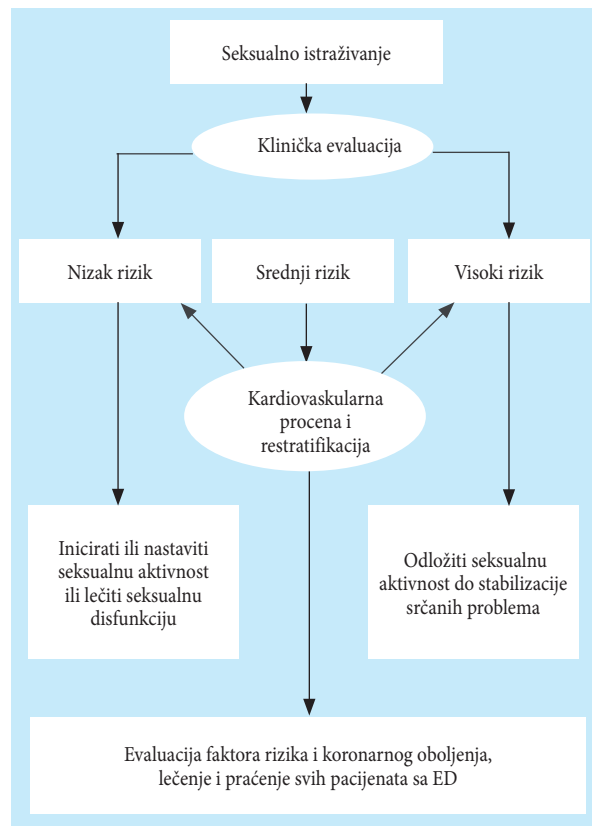 Seksualno istraživanje
Klinička evaluacija
Nizak rizik
Srednji rizik
Visoki rizik
Kardiovaskularna
procena i
restratifikacija
Inicirati ili nastaviti
seksualnu aktivnost
ili lečiti seksualnu
disfunkciju
Odložiti seksualnu
aktivnost do stabilizacije
srčanih problema
Evaluacija faktora rizika i koronarnog oboljenja,
lečenje i praćenje svih pacijenata sa ED